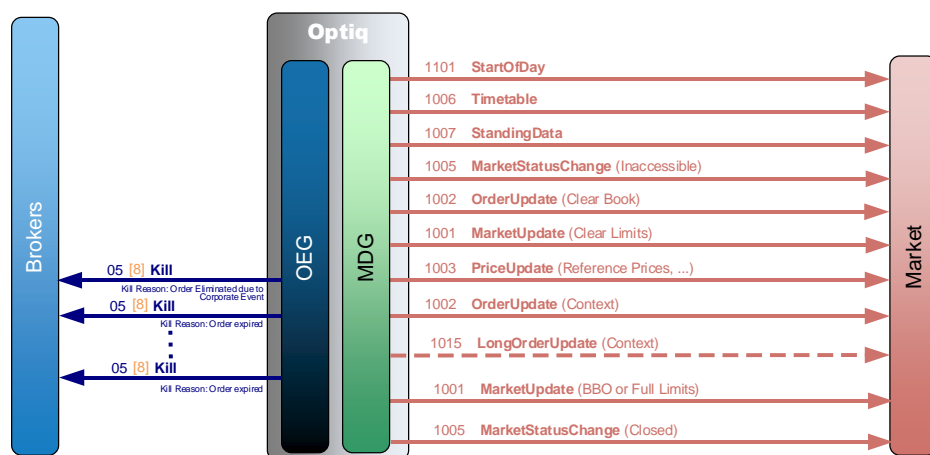 Optiq
Brokers
OEG
MDG
Market
1101 StartOfDay
1006 Timetable
1007 StandingData
1005 MarketStatusChange (Inaccessible)
1002 OrderUpdate (Clear Book)
1001 MarketUpdate (Clear Limits)
05 [8] Kill
Kill Reason: Order Eliminated due to
Corporate Event
1003 PriceUpdate (Reference Prices, ...)
05 [8] Kill
Kill Reason: Order expired
1002 OrderUpdate (Context)
1015 LongOrderUpdate (Context)
05 [8] Kill
Kill Reason: Order expired
1001 MarketUpdate (BBO or Full Limits)
1005 MarketStatusChange (Closed)